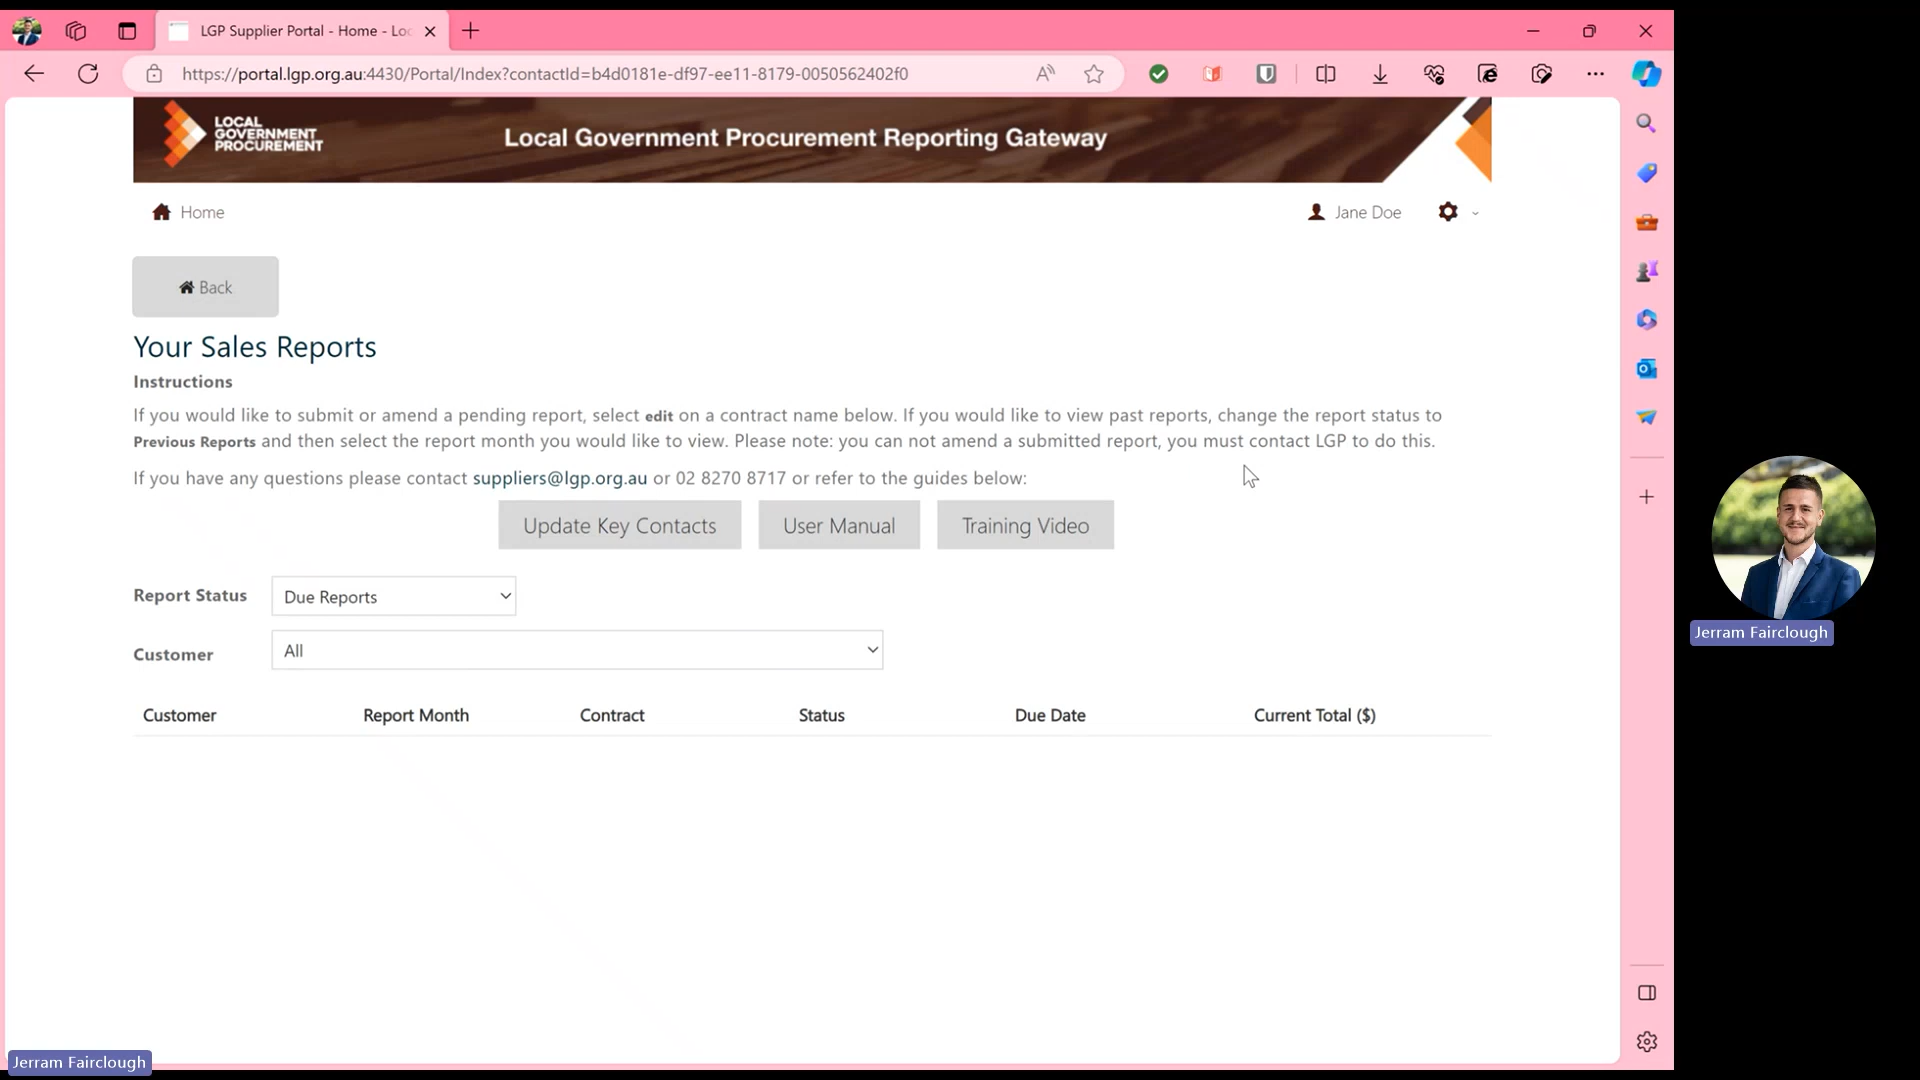 LGP Supplier Portal - Home - Loc
https://portal.lgp.org.au:4430/Portal/Index?contactId=b4d0181e-df97-ee11-8179-0050562402f0
LOCAL
GOVERNMENT
PROCUREMENT
Local Government Procurement Reporting Gateway
Home
Jane Doe
Back
Your Sales Reports
Instructions
If you would like to submit or amend a pending report, select edit on a contract name below. If you would like to view past reports, change the report status to
Previous Reports and then select the report month you would like to view. Please note: you can not amend a submitted report, you must contact LGP to do this.
If you have any questions please contact suppliers@lgp.org.au or 02 8270 8717 or refer to the guides below:
Update Key Contacts User Manual Training Video
Report Status Due Reports
Customer All
Customer Report Month Contract Status Due Date Current Total ($)
Jerram Fairclough
Jerram Fairclough